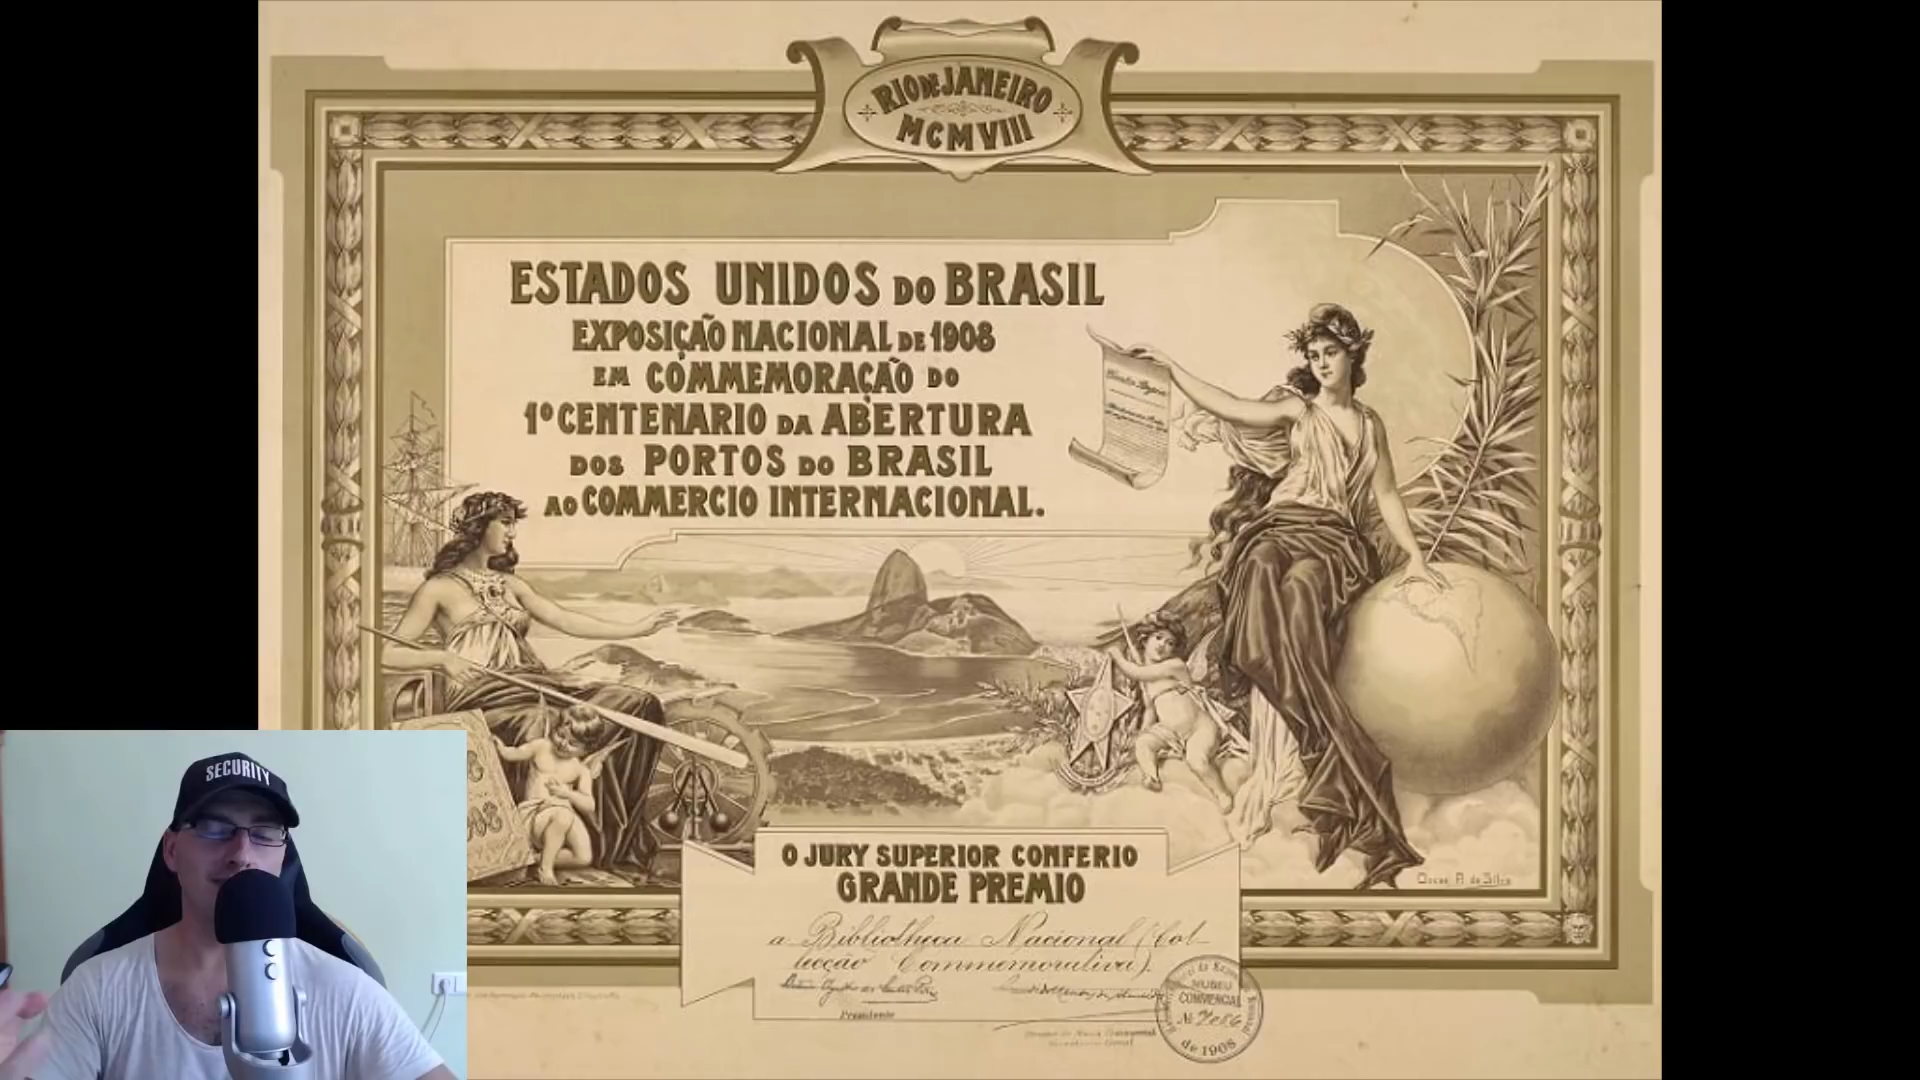 RIO DE JANEIRO
MCMVIII
ESTADOS UNIDOS DO BRASIL
EXPOSIÇÃO NACIONAL DE 1908
EM COMMEMORAÇÃO DO
1º CENTENARIO DA ABERTURA
DOS PORTOS DO BRASIL
AO COMMERCIO INTERNACIONAL.
O JURY SUPERIOR CONFERIO
GRANDE PREMIO
a Bibliotheca Nacional (Col-
lecção Commemorativa).
Presidente
MUSEU
COMMERCIAL
de 1908
SECURITY